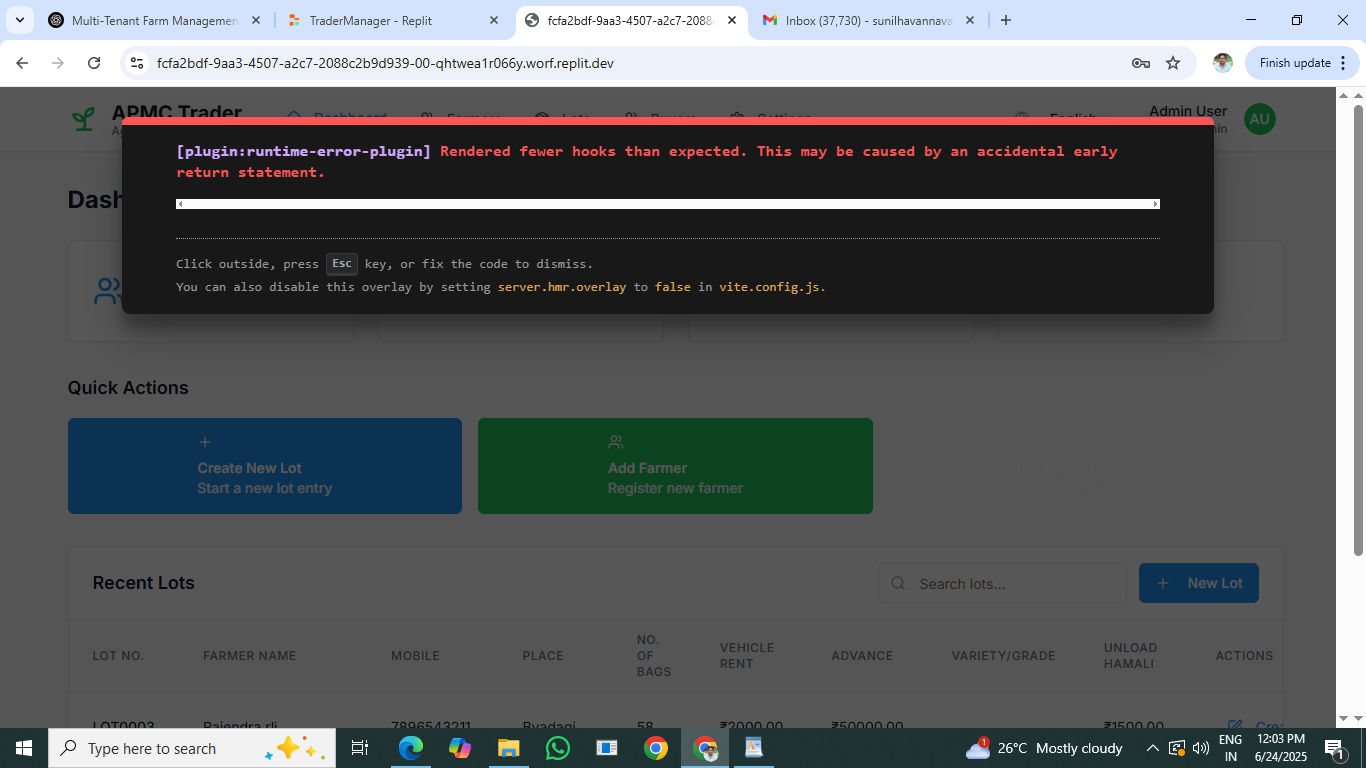 Multi-Tenant Farm Managemen
TraderManager - Replit
fcfa2bdf-9aa3-4507-a2c7-2088
Inbox (37,730) - sunilhavannava
fcfa2bdf-9aa3-4507-a2c7-2088c2b9d939-00-qhtwea1r066y.worf.replit.dev
Finish update
APMC Trader
Dashboard Farmers Lots Buyers Settings
English
Admin User
AU
[plugin:runtime-error-plugin] Rendered fewer hooks than expected. This may be caused by an accidental early
return statement.
Click outside, press Esc key, or fix the code to dismiss.
You can also disable this overlay by setting server.hmr.overlay to false in vite.config.js.
Dash
Quick Actions
Create New Lot
Start a new lot entry
Add Farmer
Register new farmer
Recent Lots
Search lots...
New Lot
LOT NO. FARMER NAME MOBILE PLACE NO. OF BAGS VEHICLE RENT ADVANCE VARIETY/GRADE UNLOAD HAMALI ACTIONS
LOT0003 Rajendra rlj 7896543211 Byadagi 58 ₹2000.00 ₹50000.00 ₹1500.00 Cre
Type here to search
1
26°C Mostly cloudy
ENG
IN
12:03 PM
6/24/2025
1